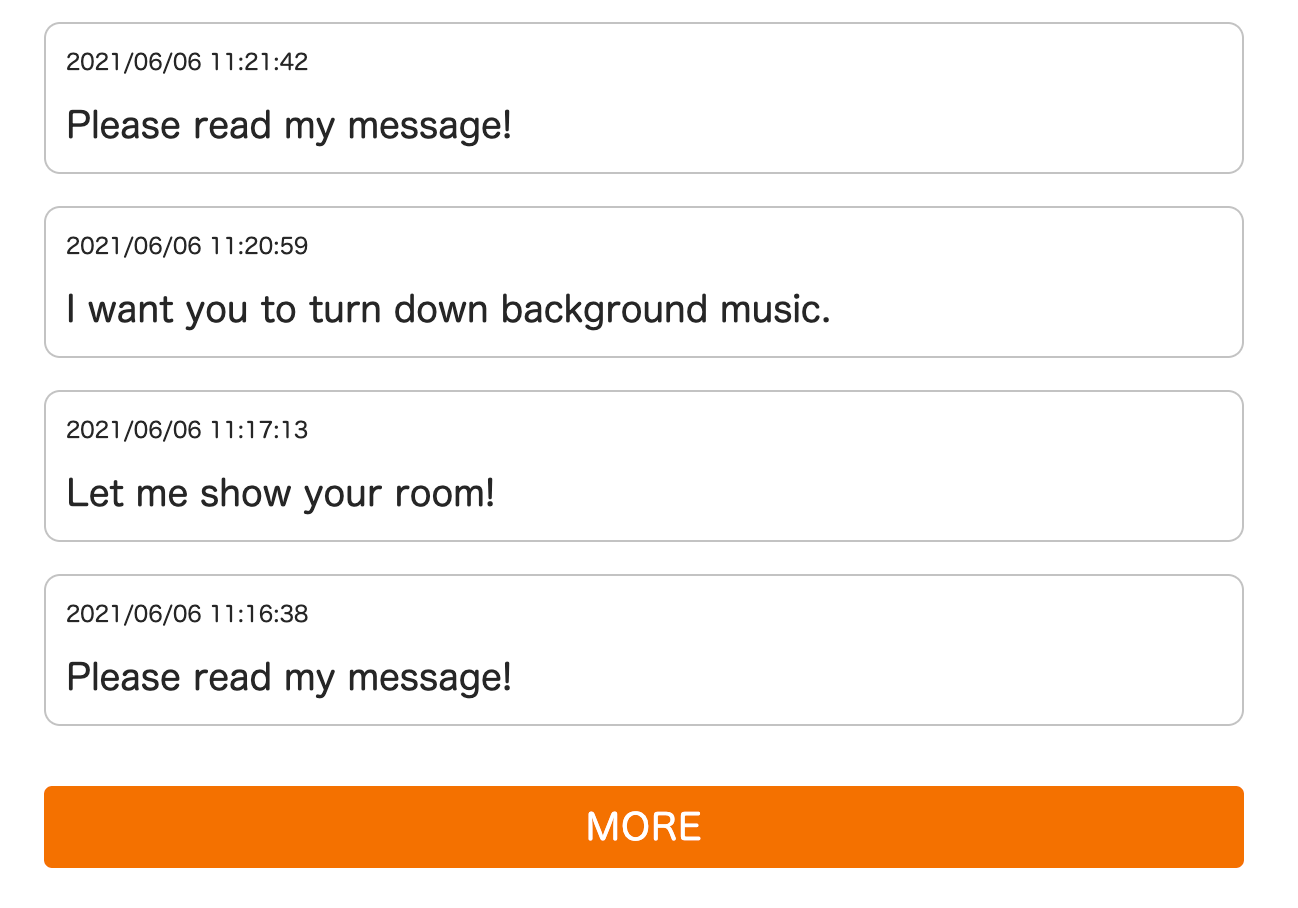 2021/06/06 11:21:42
Please read my message!
2021/06/06 11:20:59
I want you to turn down background music.
2021/06/06 11:17:13
Let me show your room!
2021/06/06 11:16:38
Please read my message!
MORE